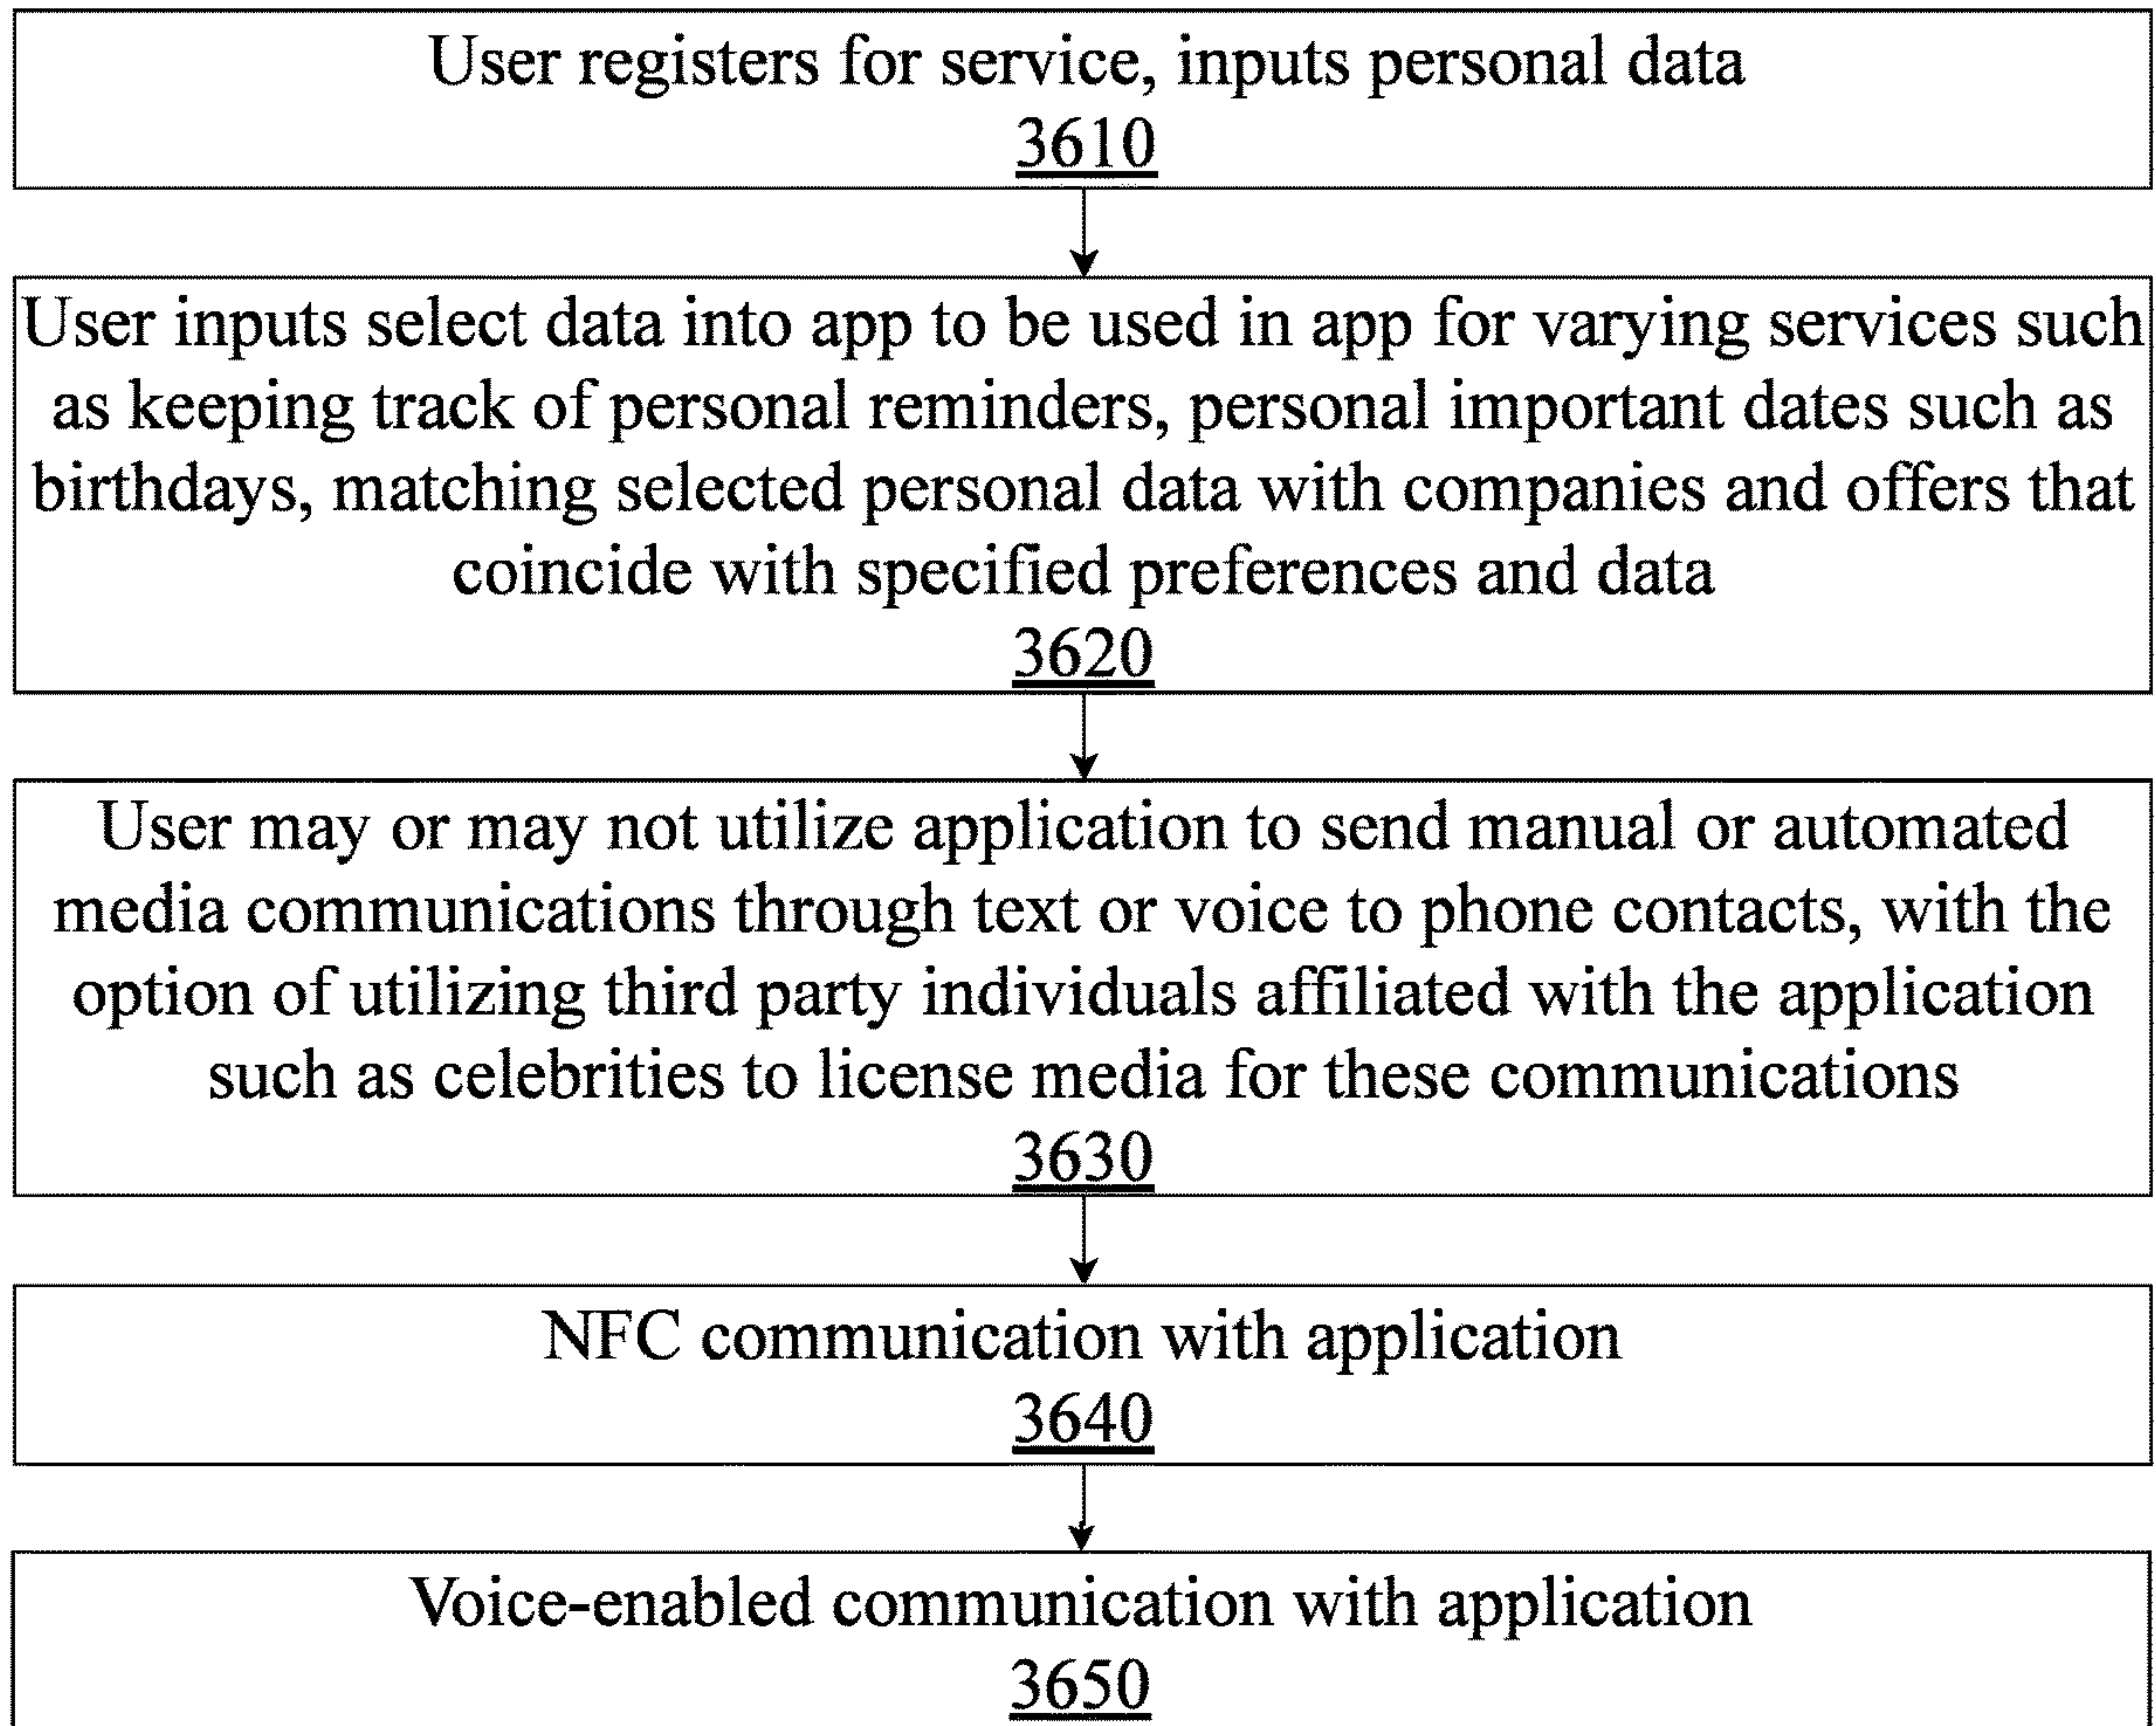 User registers for service, inputs personal data
3610
User inputs select data into app to be used in app for varying services such
as keeping track of personal reminders, personal important dates such as
birthdays, matching selected personal data with companies and offers that
coincide with specified preferences and data
3620
User may or may not utilize application to send manual or automated
media communications through text or voice to phone contacts, with the
option of utilizing third party individuals affiliated with the application
such as celebrities to license media for these communications
3630
NFC communication with application
3640
Voice-enabled communication with application
3650